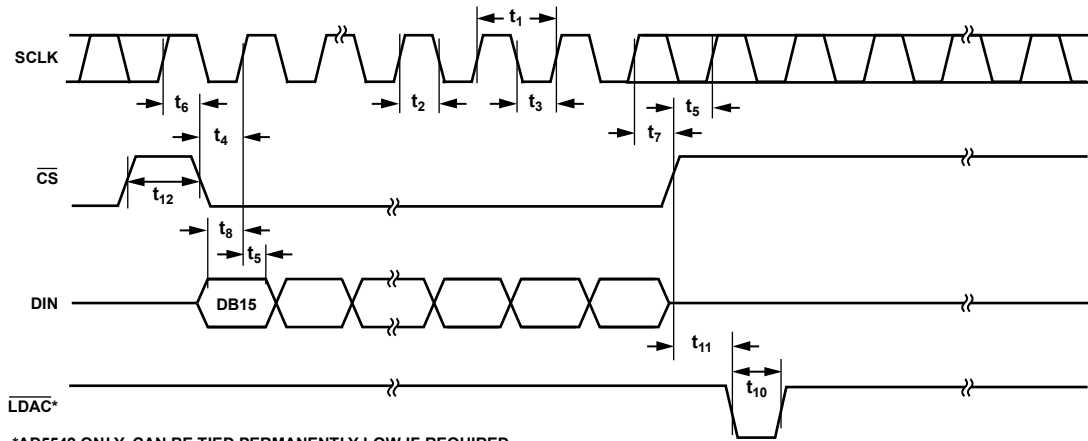 t1
SCLK
t6
t2
t3
t5
t4
t7
CS
t12
t8
t5
DIN
DB15
t11
t10
LDAC*
*AD5542 ONLY. CAN BE TIED PERMANENTLY LOW IF REQUIRED.